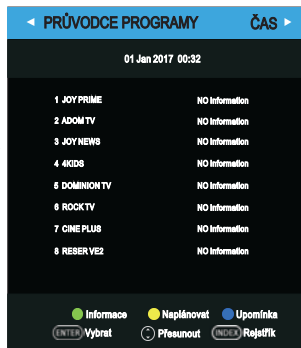 ◄ PRŮVODCE PROGRAMY ČAS ►
01 Jan 2017 00:32
1 JOY PRIME NO Information
2 ADOM TV NO Information
3 JOY NEWS NO Information
4 4KIDS NO Information
5 DOMINION TV NO Information
6 ROCK TV NO Information
7 CINE PLUS NO Information
8 RESERVE2 NO Information
Informace Naplánovat Upomínka
ENTER Vybrat Přesunout INDEX Rejstřík